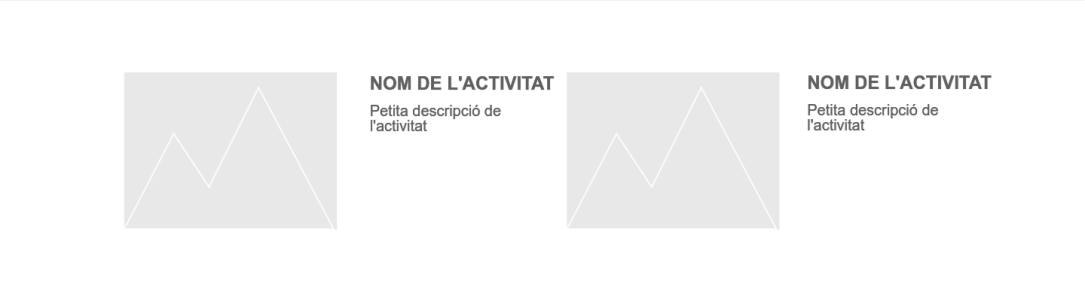 NOM DE L'ACTIVITAT
Petita descripció de
l'activitat
NOM DE L'ACTIVITAT
Petita descripció de
l'activitat